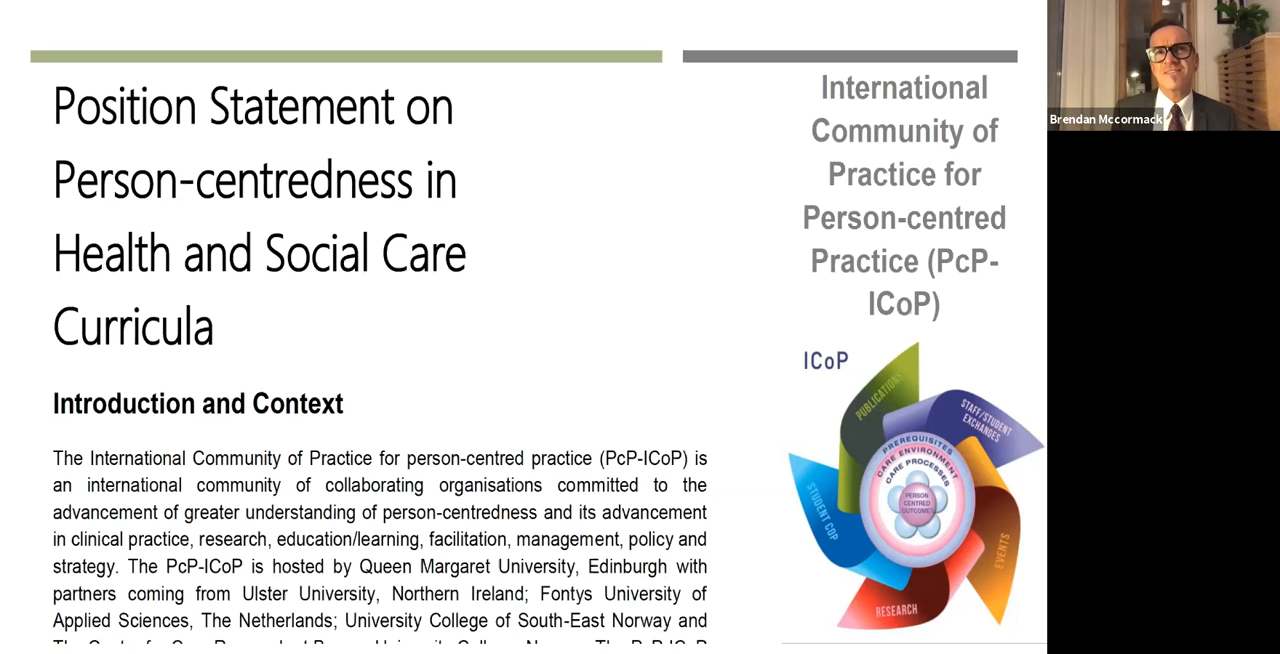 Position Statement on
Person-centredness in
Health and Social Care
Curricula
Introduction and Context
The International Community of Practice for person-centred practice (PcP-ICoP) is
an international community of collaborating organisations committed to the
advancement of greater understanding of person-centredness and its advancement
in clinical practice, research, education/learning, facilitation, management, policy and
strategy. The PcP-ICoP is hosted by Queen Margaret University, Edinburgh with
partners coming from Ulster University, Northern Ireland; Fontys University of
Applied Sciences, The Netherlands; University College of South-East Norway and
International
Community of
Practice for
Person-centred
Practice (PcP-
ICoP)
ICoP
PUBLICATIONS
STAFF/STUDENT
EXCHANGES
PREREQUISITES
CARE ENVIRONMENT
CARE PROCESSES
PERSON
CENTRED
OUTCOME
STUDENT COP
EVENTS
RESEARCH
Brendan Mccormack